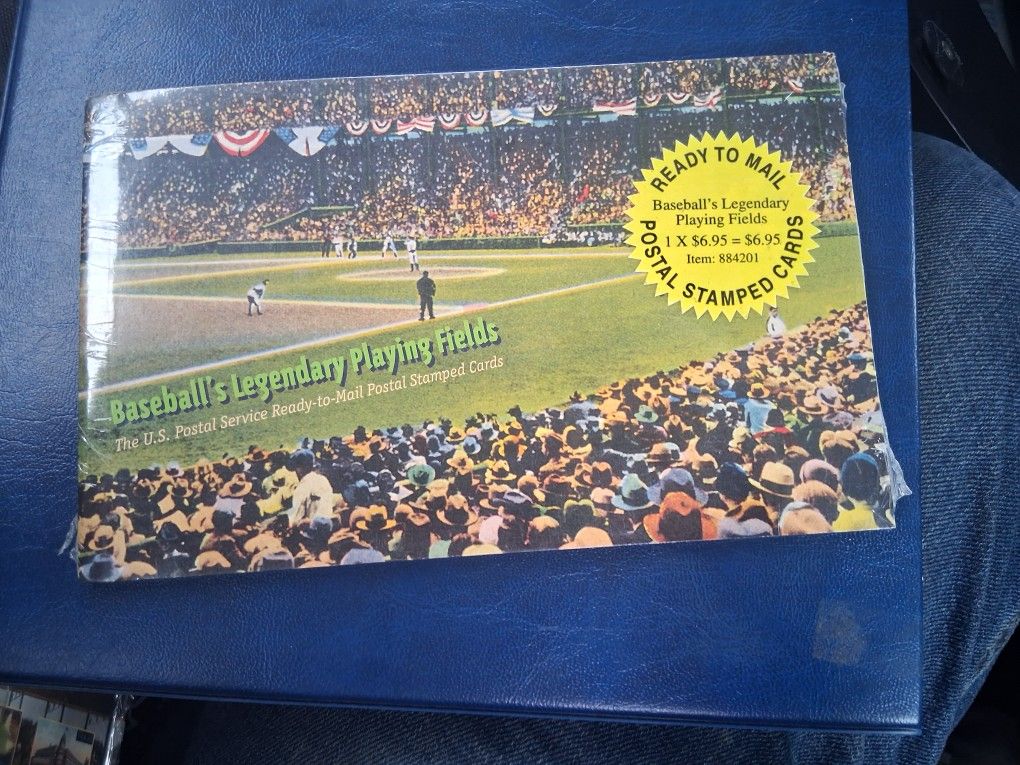 READY TO MAIL
Baseball's Legendary
Playing Fields
1 X $6.95 = $6.95
Item: 884201
POSTAL STAMPED CARDS
Baseball's Legendary Playing Fields
The U.S. Postal Service Ready-to-Mail Postal Stamped Cards